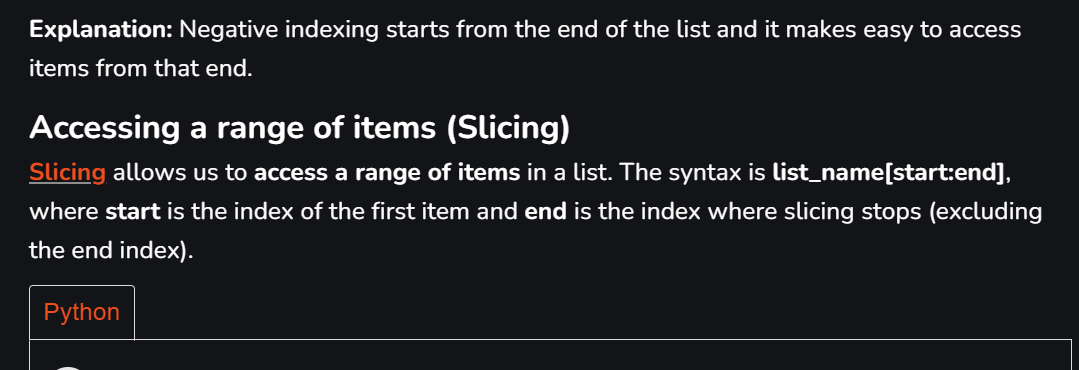 Explanation: Negative indexing starts from the end of the list and it makes easy to access
items from that end.
Accessing a range of items (Slicing)
Slicing allows us to access a range of items in a list. The syntax is list_name[start:end],
where start is the index of the first item and end is the index where slicing stops (excluding
the end index).
Python